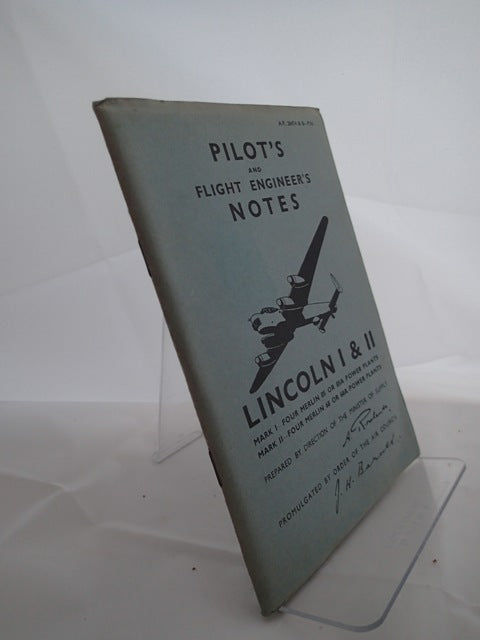 PILOT'S
AND
FLIGHT ENGINEER'S
NOTES
LINCOLN I & II
MARK I - FOUR MERLIN 85 OR 85A POWER PLANTS
MARK II - FOUR MERLIN 68 OR 68A POWER PLANTS
PREPARED BY DIRECTION OF THE MINISTER OF SUPPLY
PROMULGATED BY ORDER OF THE AIR COUNCIL
J. H. Barnes.